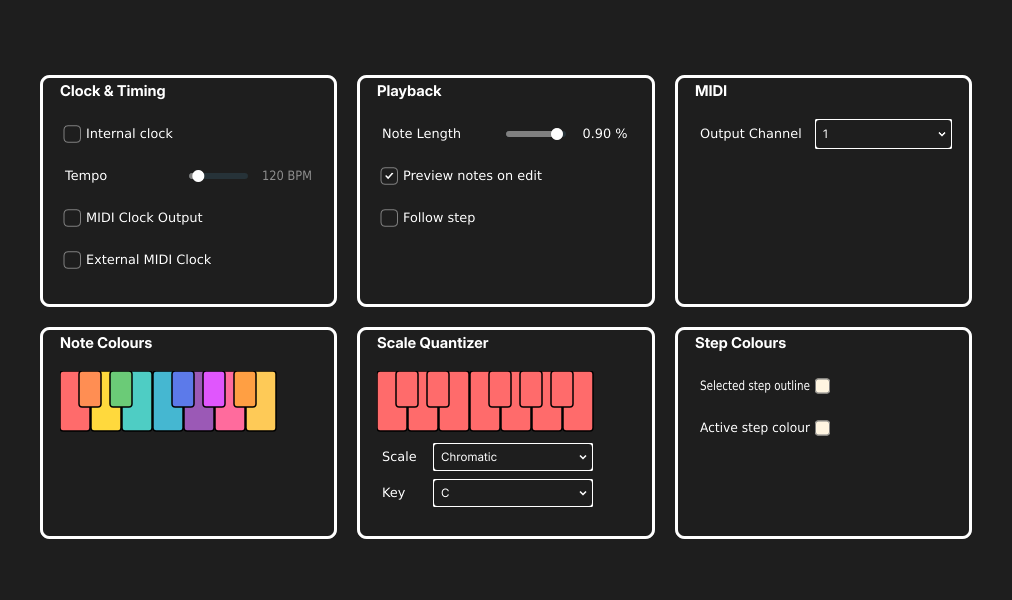 Clock & Timing
Internal clock
Tempo 120 BPM
MIDI Clock Output
External MIDI Clock
Playback
Note Length 0.90 %
Preview notes on edit
Follow step
MIDI
Output Channel 1
Note Colours
Scale Quantizer
Scale Chromatic
Key C
Step Colours
Selected step outline
Active step colour